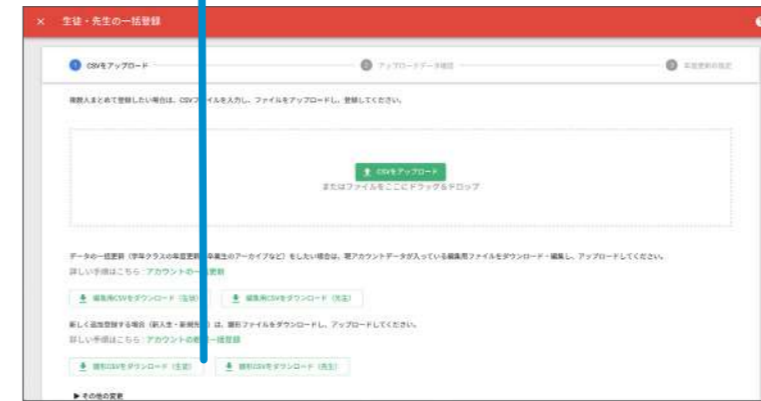 × 生徒・先生の一括登録
1 CSVをアップロード 2 アップロードデータ確認 3 年度更新の設定
複数人まとめて登録したい場合は、CSVファイルを入力し、ファイルをアップロードし、登録してください。
CSVをアップロード
またはファイルをここにドラッグ&ドロップ
データの一括更新（学年クラスの年度更新 卒業生のアーカイブなど）をしたい場合は、現アカウントデータが入っている編集用ファイルをダウンロード・編集し、アップロードしてください。
詳しい手順はこちら：アカウントの一 更新
編集用CSVをダウンロード（生徒） 編集用CSVをダウンロード（先生）
新しく追加登録する場合（新入生・新規 ）は、雛形ファイルをダウンロードし、アップロードしてください。
詳しい手順はこちら：アカウントの 一括登録
雛形CSVをダウンロード（生徒） 雛形CSVをダウンロード（先生）
▶ その他の変更